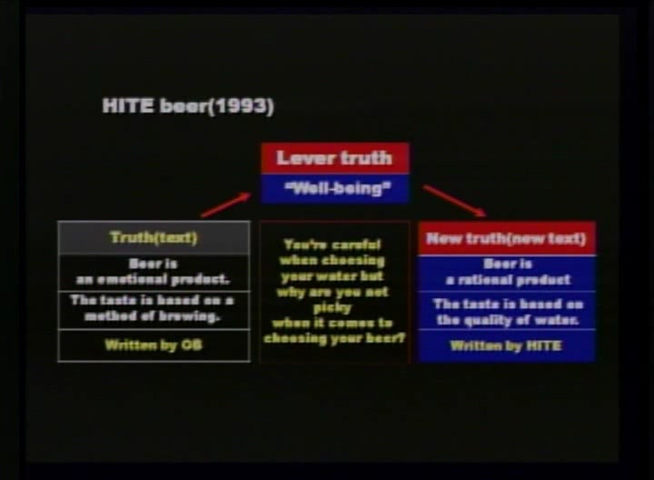 HITE beer(1993)
Lever truth
"Well-being"
Truth(text)
Beer is
an emotional product.
The taste is based on a
method of brewing.
Written by OB
You're careful
when choosing
your water but
why are you not
picky
when it comes to
choosing your beer?
New truth(new text)
Beer is
a rational product
The taste is based on
the quality of water.
Written by HITE